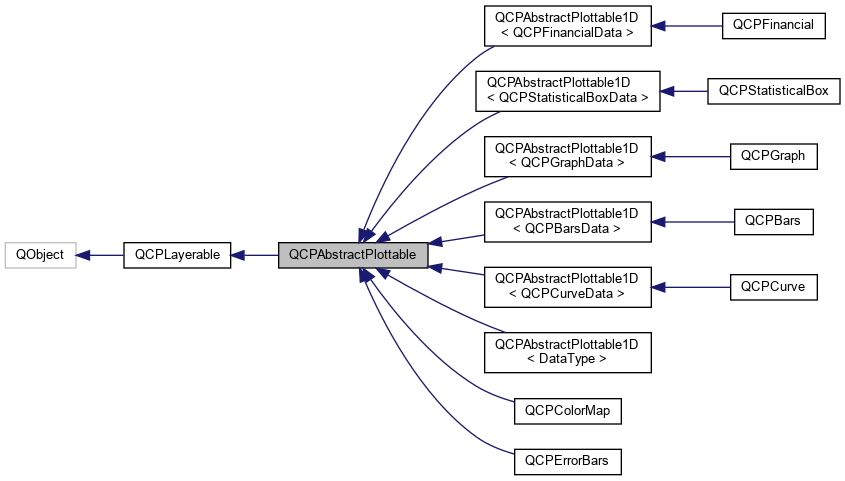 QCPAbstractPlottable1D
< QCPFinancialData >
QCPFinancial
QCPAbstractPlottable1D
< QCPStatisticalBoxData >
QCPStatisticalBox
QCPAbstractPlottable1D
< QCPGraphData >
QCPGraph
QCPAbstractPlottable1D
< QCPBarsData >
QCPBars
QObject
QCPLayerable
QCPAbstractPlottable
QCPAbstractPlottable1D
< QCPCurveData >
QCPCurve
QCPAbstractPlottable1D
< DataType >
QCPColorMap
QCPErrorBars